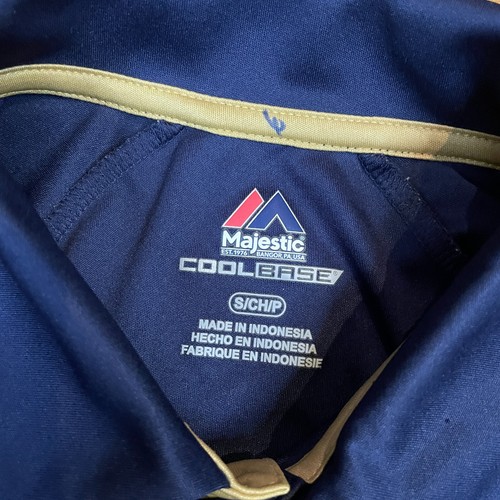 Majestic®
EST. 1976 BANGOR, PA, USA
COOLBASE
S/CH/P
MADE IN INDONESIA
HECHO EN INDONESIA
FABRIQUE EN INDONESIE